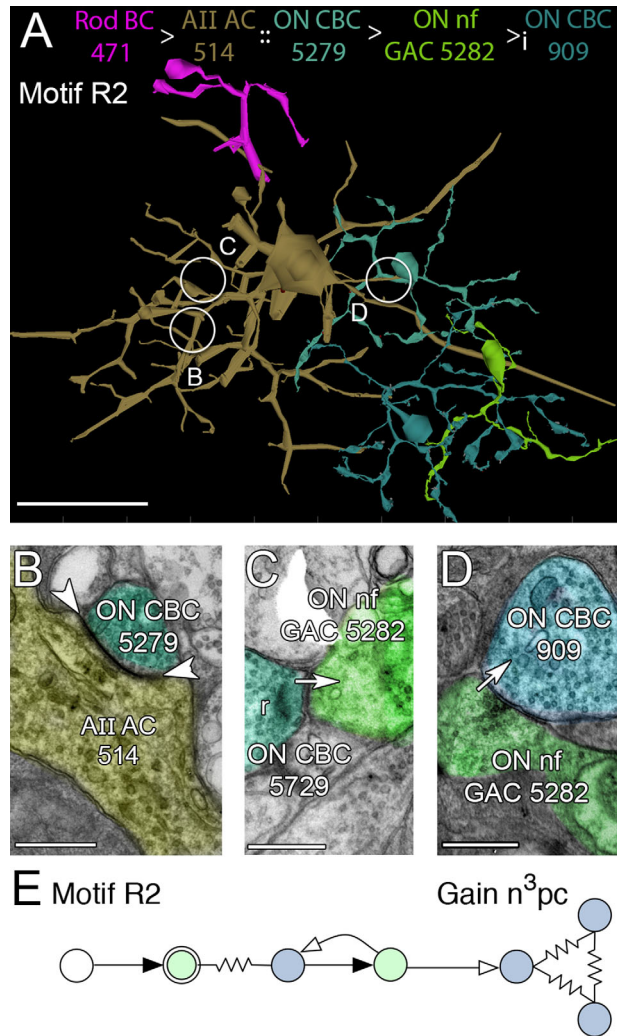 A Rod BC > AII AC :: ON CBC > ON nf >i ON CBC
471 514 5279 GAC 5282 909
Motif R2
C
D
B
B
ON CBC
5279
AII AC
514
C
ON nf
GAC 5282
r
ON CBC
5729
D
ON CBC
909
ON nf
GAC 5282
E Motif R2
Gain n³pc